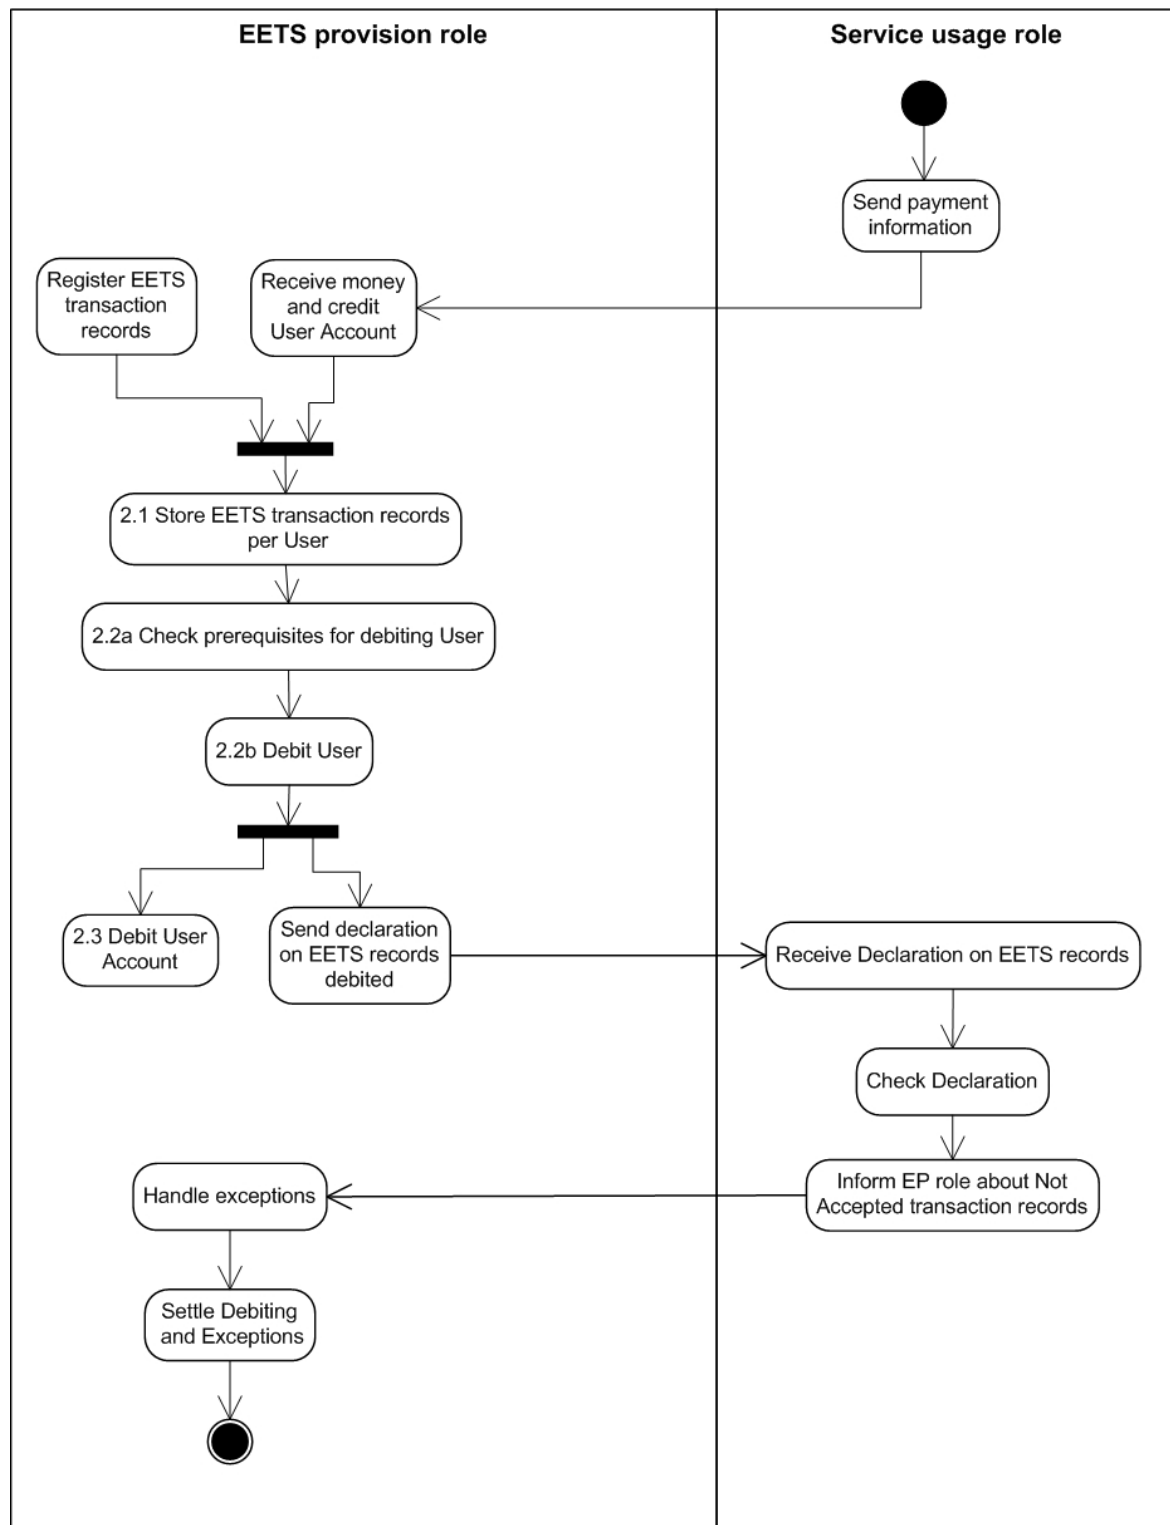 EETS provision role
Service usage role
Send payment
information
Register EETS
transaction
records
Receive money
and credit
User Account
2.1 Store EETS transaction records
per User
2.2a Check prerequisites for debiting User
2.2b Debit User
2.3 Debit User
Account
Send declaration
on EETS records
debited
Receive Declaration on EETS records
Check Declaration
Inform EP role about Not
Accepted transaction records
Handle exceptions
Settle Debiting
and Exceptions